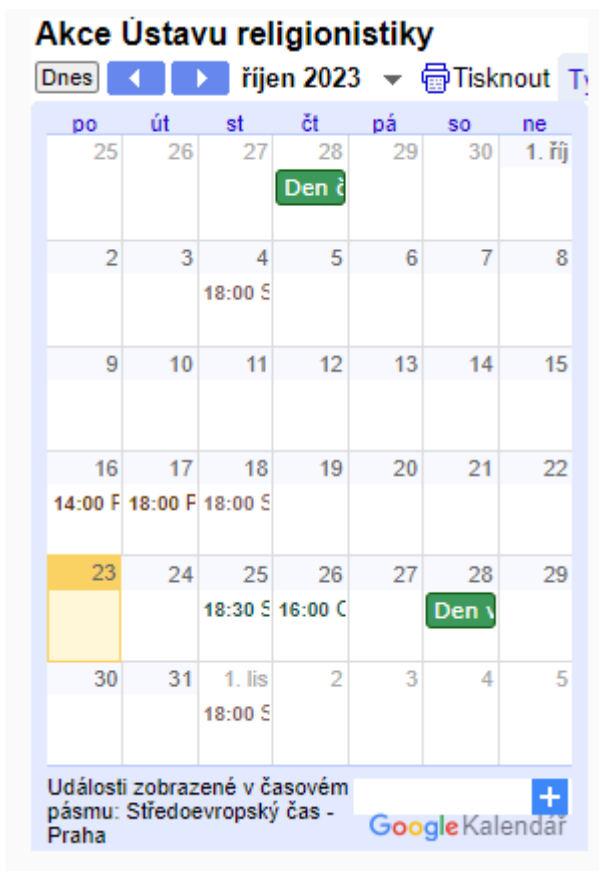 Akce Ústavu religionistiky
Dnes říjen 2023 Tisknout
po út st čt pá so ne
25 26 27 28 29 30 1. říj
Den č
2 3 4 5 6 7 8
18:00 S
9 10 11 12 13 14 15
16 17 18 19 20 21 22
14:00 F 18:00 F 18:00 S
23 24 25 26 27 28 29
18:30 S 16:00 C Den v
30 31 1. lis 2 3 4 5
18:00 S
Události zobrazené v časovém
pásmu: Středoevropský čas -
Praha
+
Google Kalendář